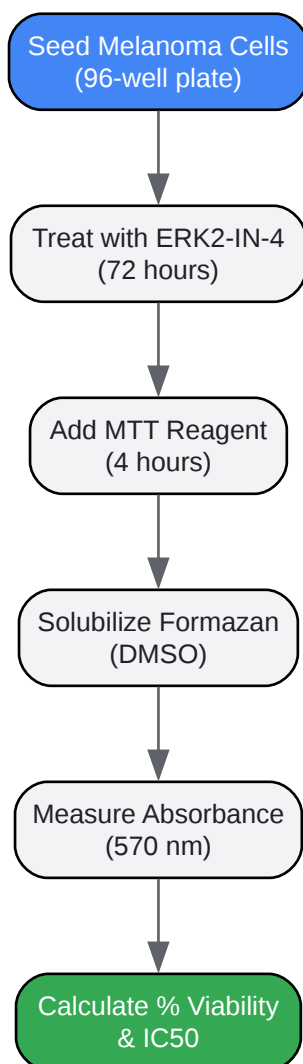 Seed Melanoma Cells
(96-well plate)
Treat with ERK2-IN-4
(72 hours)
Add MTT Reagent
(4 hours)
Solubilize Formazan
(DMSO)
Measure Absorbance
(570 nm)
Calculate % Viability
& IC50